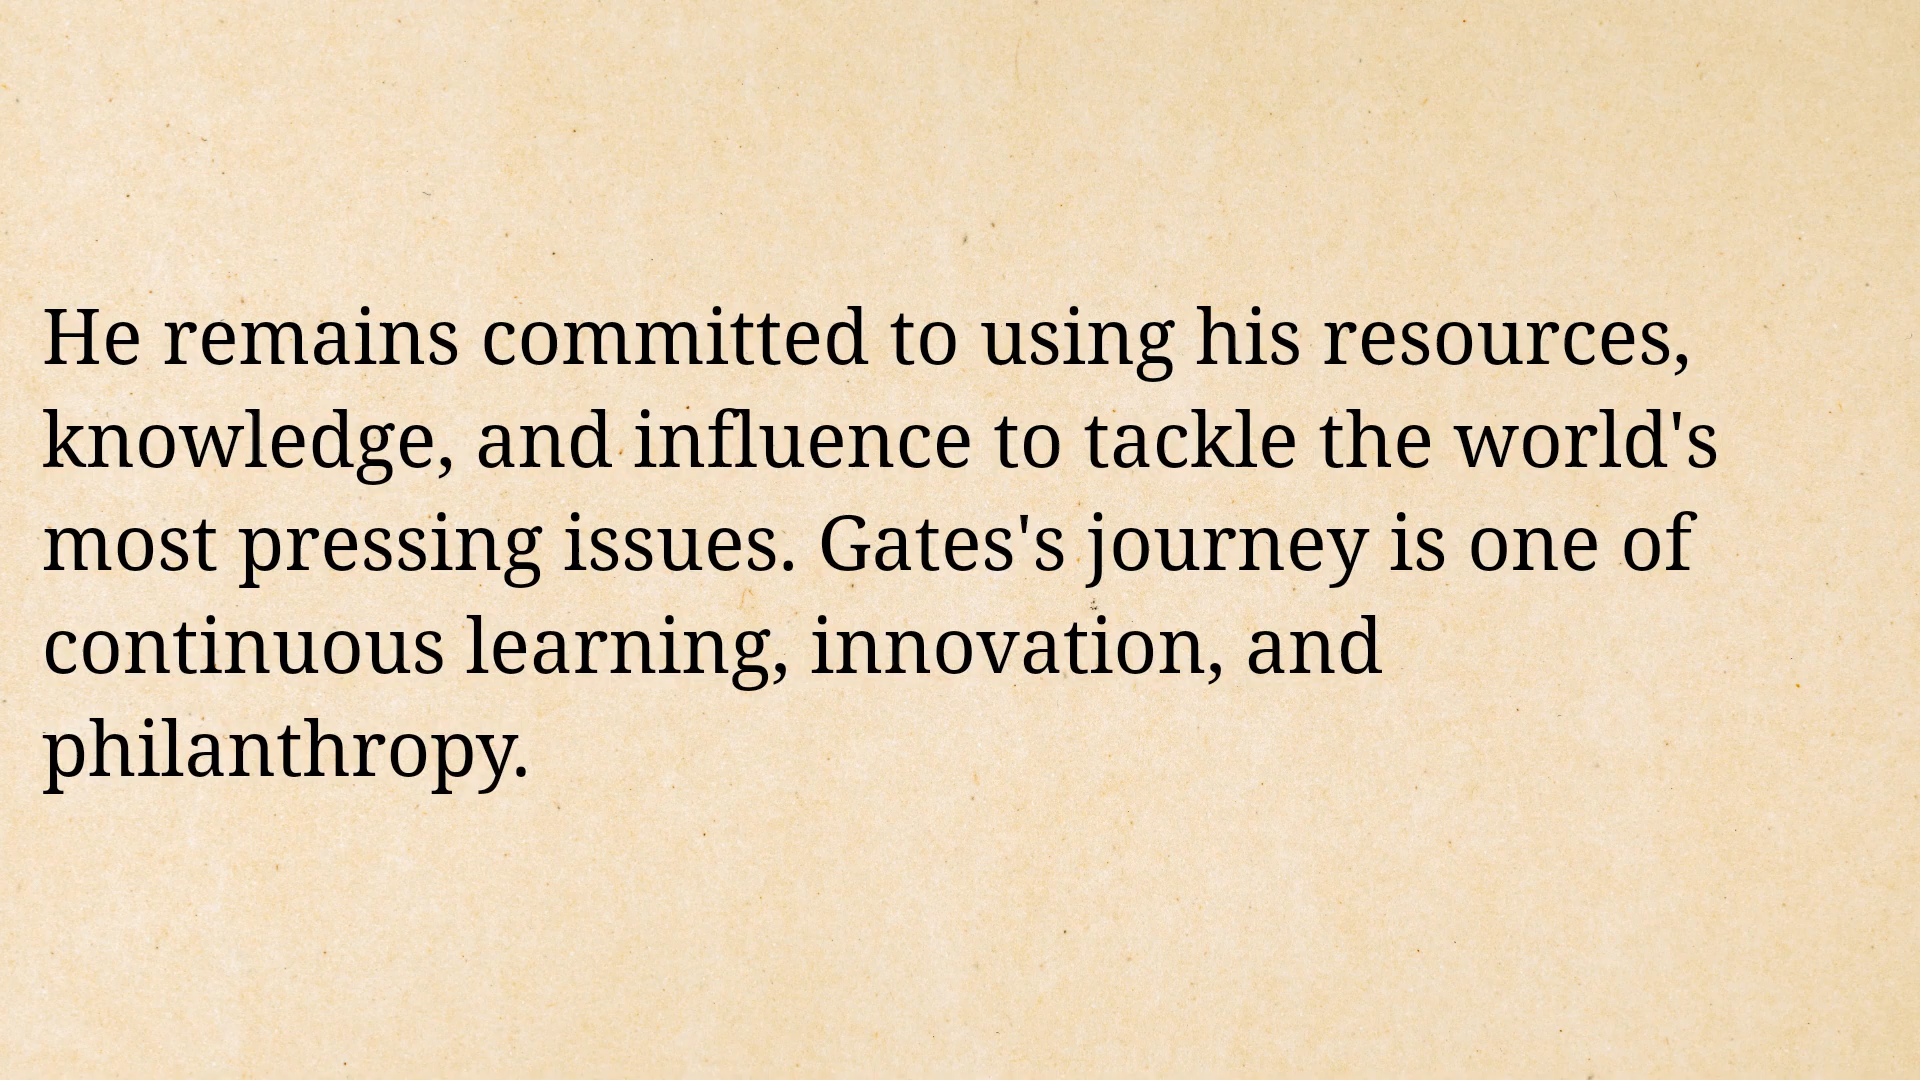 He remains committed to using his resources,
knowledge, and influence to tackle the world's
most pressing issues. Gates's journey is one of
continuous learning, innovation, and
philanthropy.